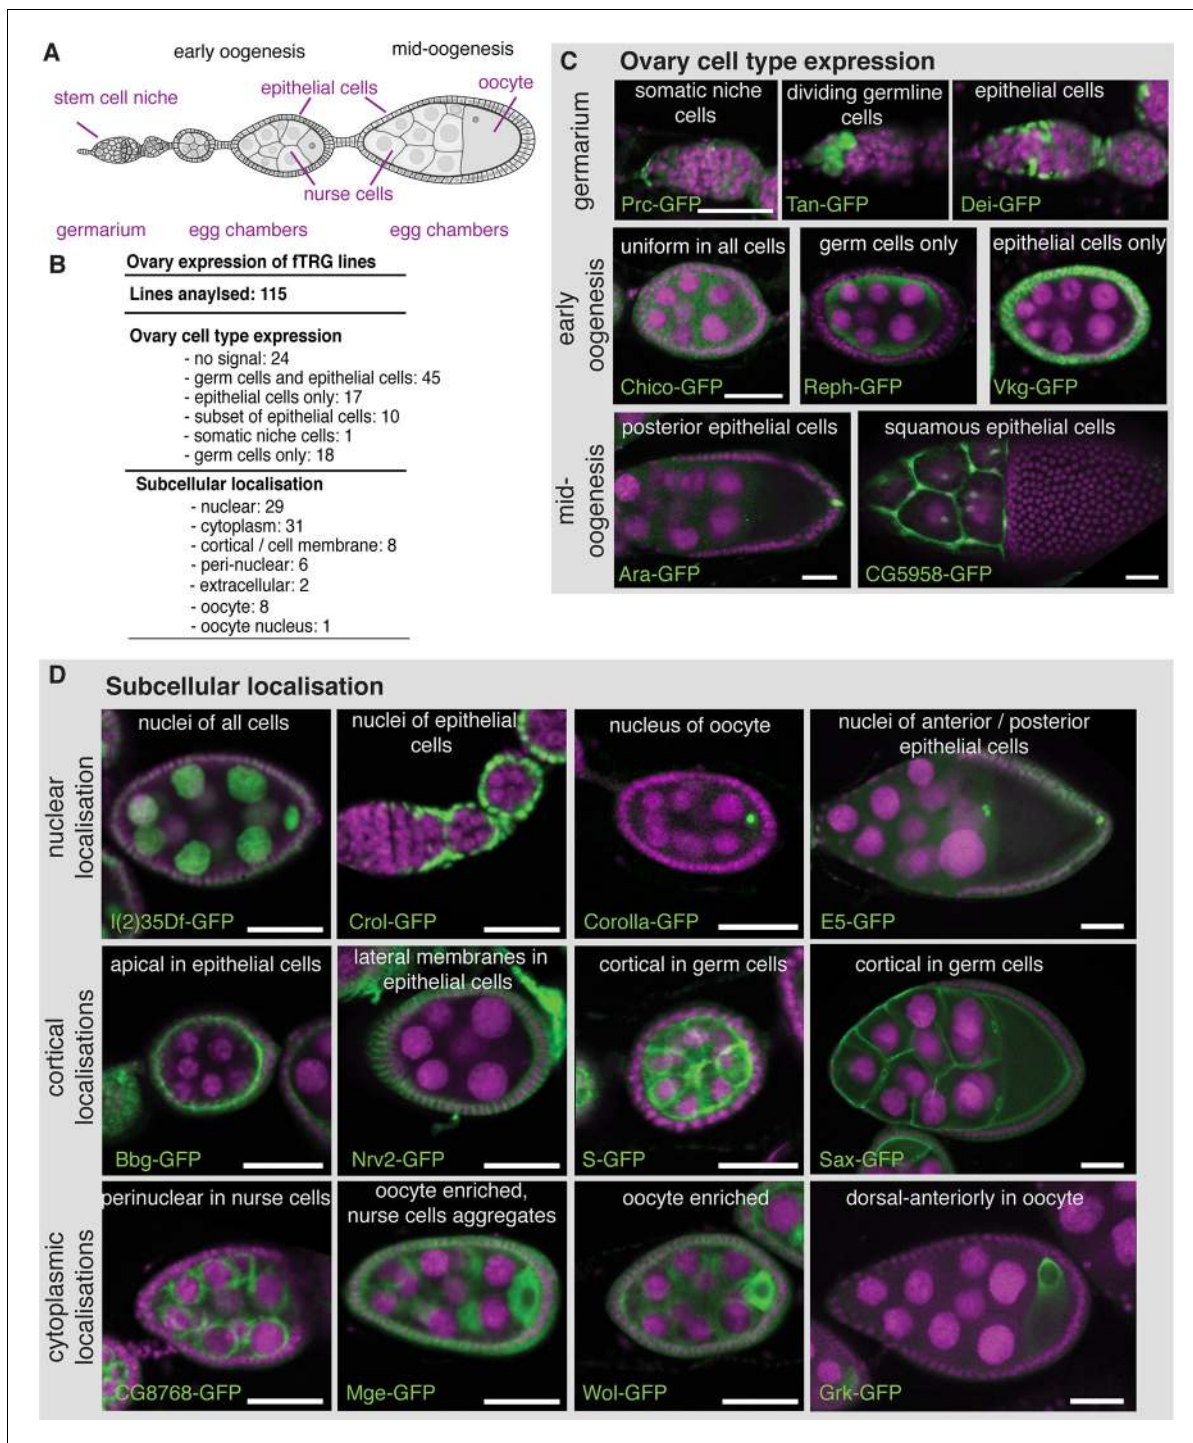 A
early oogenesis
mid-oogenesis
oocyte
epithelial cells
stem cell niche
nurse cells
germarium
egg chambers
egg chambers
B
Ovary expression of fTRG lines
Lines anaylsed: 115
Ovary cell type expression
- no signal: 24
- germ cells and epithelial cells: 45
- epithelial cells only: 17
- subset of epithelial cells: 10
- somatic niche cells: 1
- germ cells only: 18
Subcellular localisation
- nuclear: 29
- cytoplasm: 31
- cortical / cell membrane: 8
- peri-nuclear: 6
- extracellular: 2
- oocyte: 8
- oocyte nucleus: 1
C
Ovary cell type expression
germarium
somatic niche
cells
Prc-GFP
dividing germline
cells
Tan-GFP
epithelial cells
Dei-GFP
early
oogenesis
uniform in all cells
Chico-GFP
germ cells only
Reph-GFP
epithelial cells only
Vkg-GFP
mid-
oogenesis
posterior epithelial cells
Ara-GFP
squamous epithelial cells
CG5958-GFP
D
Subcellular localisation
nuclear
localisation
nuclei of all cells
l(2)35Df-GFP
nuclei of epithelial
cells
Crol-GFP
nucleus of oocyte
Corolla-GFP
nuclei of anterior / posterior
epithelial cells
E5-GFP
cortical
localisations
apical in epithelial cells
Bbg-GFP
lateral membranes in
epithelial cells
Nrv2-GFP
cortical in germ cells
S-GFP
cortical in germ cells
Sax-GFP
cytoplasmic
localisations
perinuclear in nurse cells
CG8768-GFP
oocyte enriched,
nurse cells aggregates
Mge-GFP
oocyte enriched
Wol-GFP
dorsal-anteriorly in oocyte
Grk-GFP